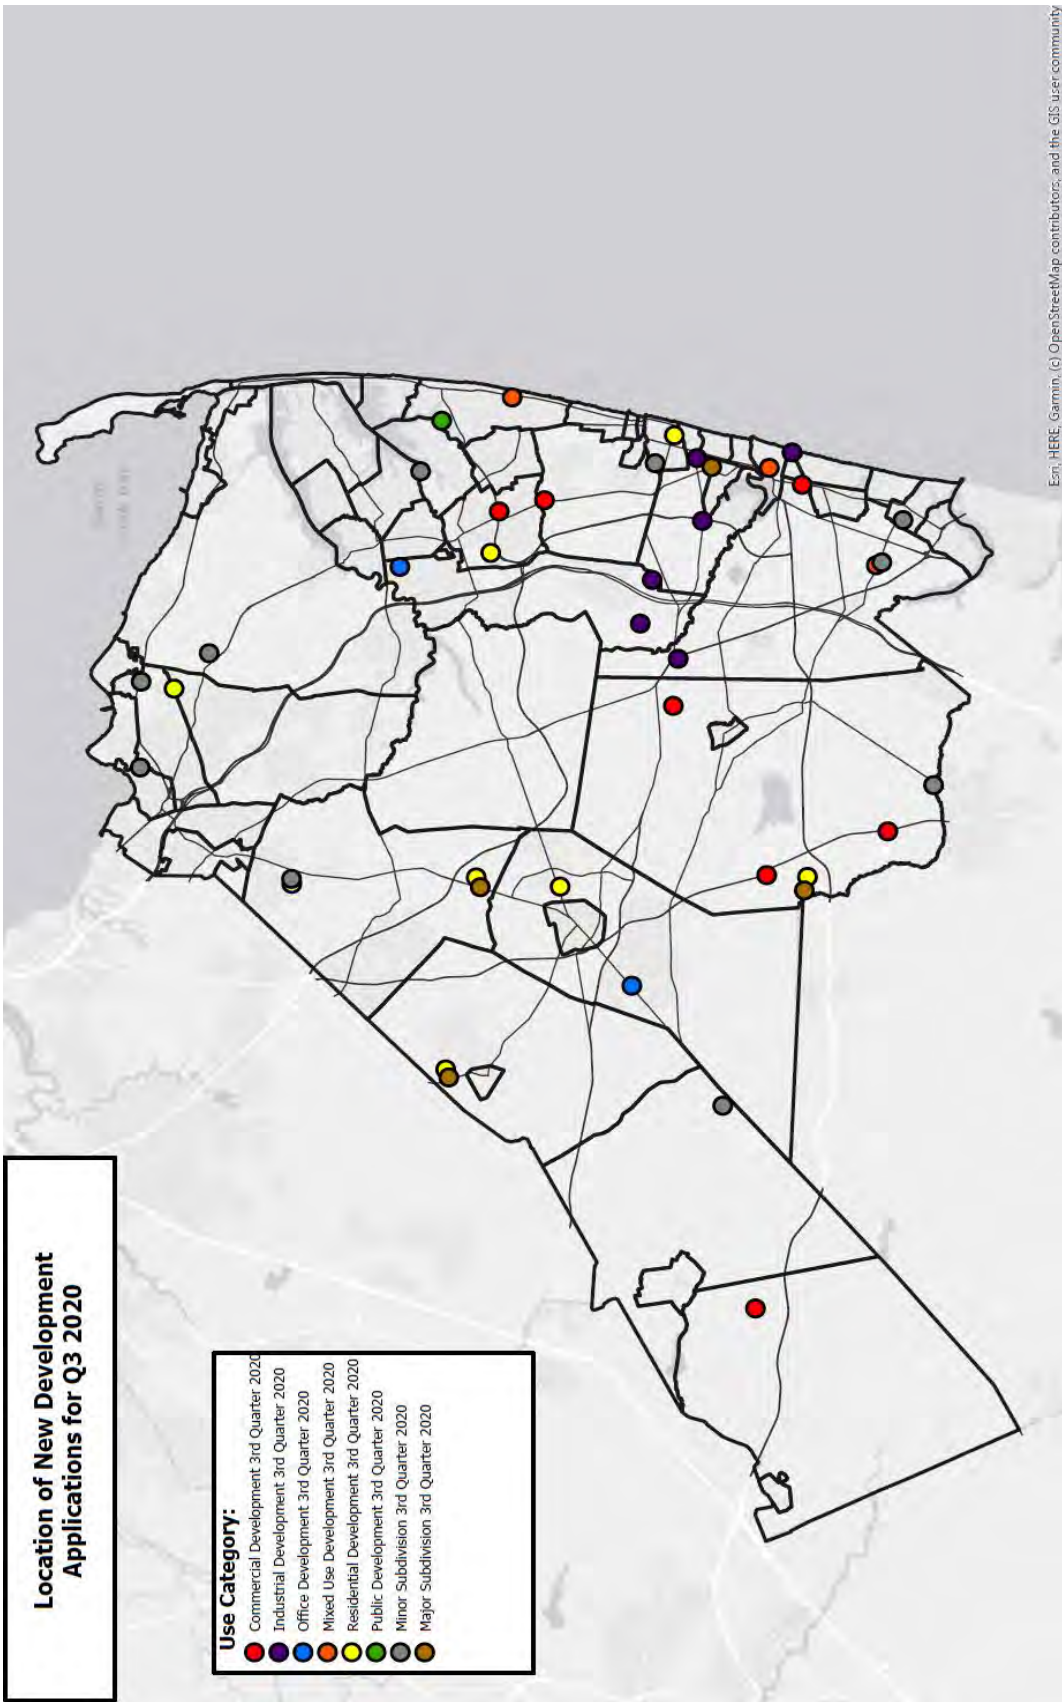 Location of New Development
Applications for Q3 2020
Use Category:
Commercial Development 3rd Quarter 2020
Industrial Development 3rd Quarter 2020
Office Development 3rd Quarter 2020
Mixed Use Development 3rd Quarter 2020
Residential Development 3rd Quarter 2020
Public Development 3rd Quarter 2020
Minor Subdivision 3rd Quarter 2020
Major Subdivision 3rd Quarter 2020
Esri, HERE, Garmin, (c) OpenStreetMap contributors, and the GIS user community